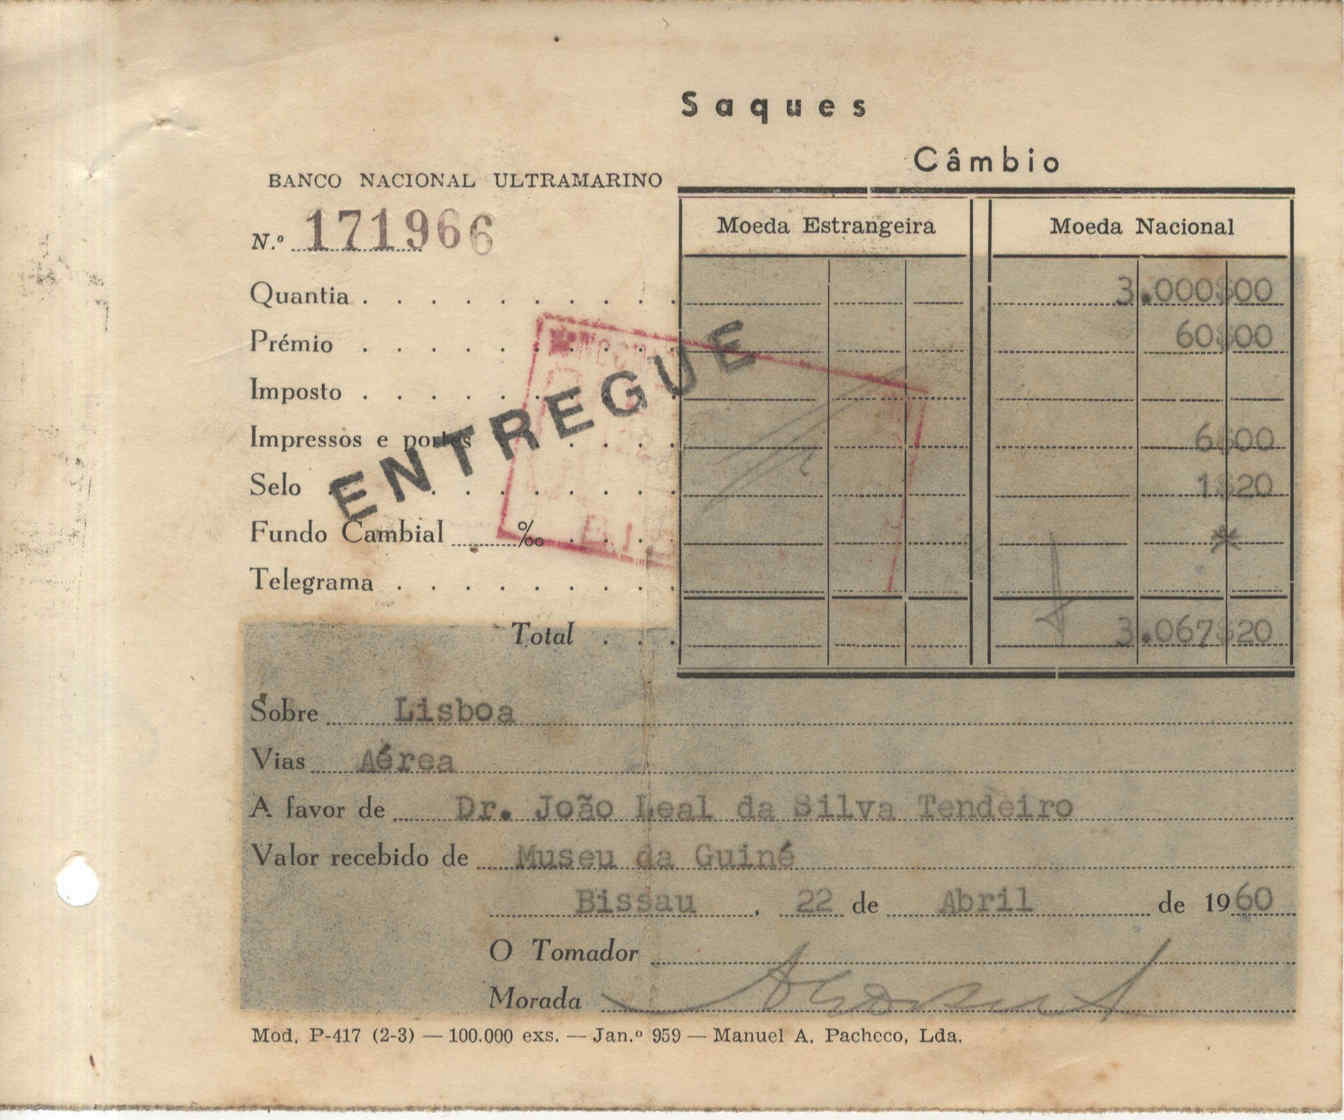 Saques
Câmbio
BANCO NACIONAL ULTRAMARINO
N.º 171966
Moeda Estrangeira
Moeda Nacional
Quantia . . . . . . . . . . 3.000$00
Prémio . . . . . . . . . . 60$00
Imposto . . . . . . . . . .
Impressos e portes . . . . 6$00
Selo . . . . . . . . . . 1$20
Fundo Cambial ......‰ . . . .
Telegrama . . . . . . . . .
Total . . . 3.067$20
ENTREGUE
Sobre Lisboa
Vias Aérea
A favor de Dr. João Leal da Silva Tendeiro
Valor recebido de Museu da Guiné
Bissau, 22 de Abril de 1960
O Tomador
Morada
Mod. P-417 (2-3) — 100.000 exs. — Jan.º 959 — Manuel A. Pacheco, Lda.